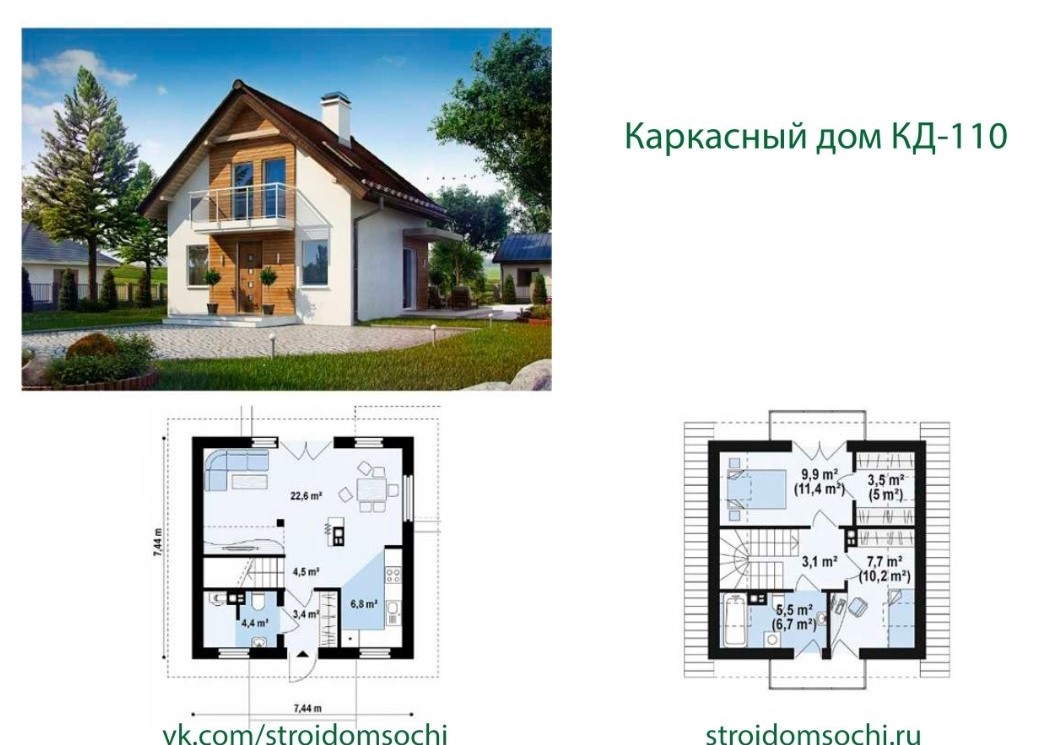 Каркасный дом КД-110
22,6 m²
7,44 m
4,5 m²
6,8 m²
3,4 m²
4,4 m²
7,44 m
9,9 m²
(11,4 m²)
3,5 m²
(5 m²)
3,1 m²
7,7 m²
(10,2 m²)
5,5 m²
(6,7 m²)
vk.com/stroidomsochi
stroidomsochi.ru